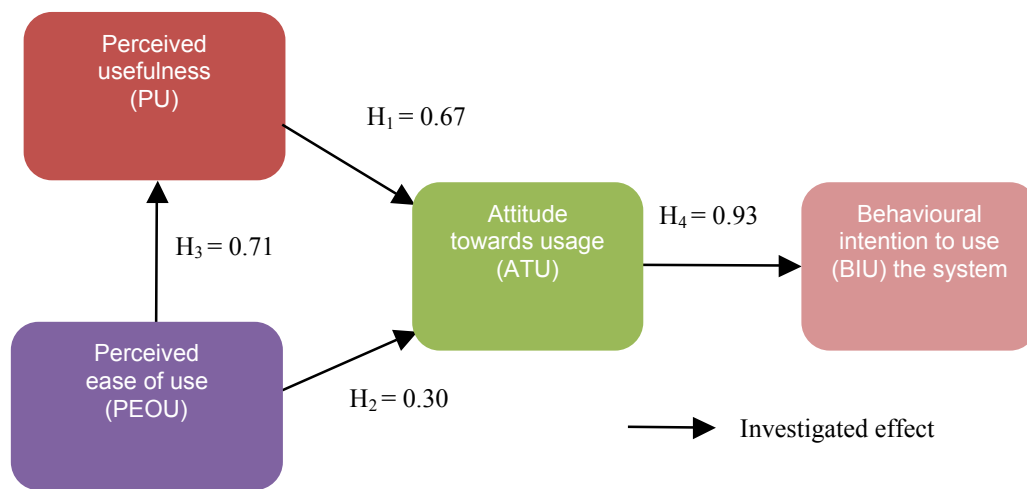 Perceived
usefulness
(PU)
H₁ = 0.67
Attitude
towards usage
(ATU)
H₄ = 0.93
Behavioural
intention to use
(BIU) the system
H₃ = 0.71
Perceived
ease of use
(PEOU)
H₂ = 0.30
Investigated effect